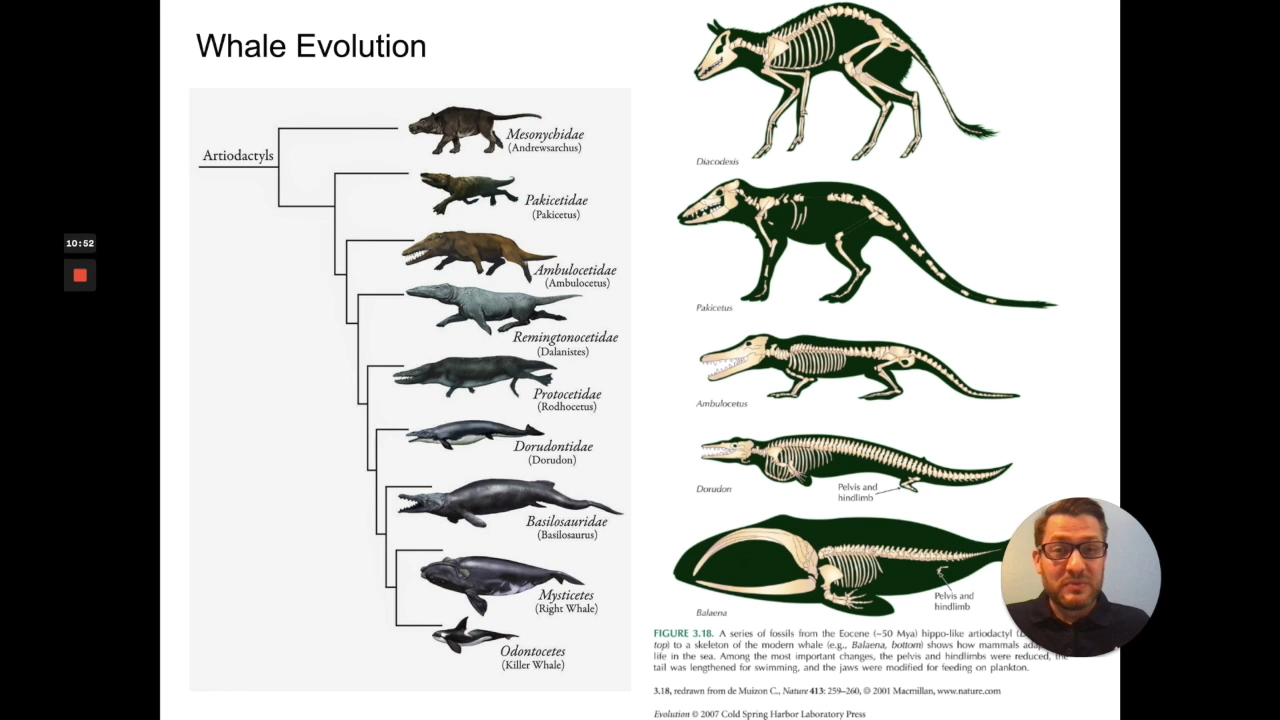 Whale Evolution
10:52
Artiodactyls
Mesonychidae
(Andrewsarchus)
Pakicetidae
(Pakicetus)
Ambulocetidae
(Ambulocetus)
Remingtonocetidae
(Dalanistes)
Protocetidae
(Rodhocetus)
Dorudontidae
(Dorudon)
Basilosauridae
(Basilosaurus)
Mysticetes
(Right Whale)
Odontocetes
(Killer Whale)
Diacodexis
Pakicetus
Ambulocetus
Dorudon
Pelvis and
hindlimb
Balaena
Pelvis and
hindlimb
FIGURE 3.18. A series of fossils from the Eocene (~50 Mya) hippo-like artiodactyl
top) to a skeleton of the modern whale (e.g., Balaena, bottom) shows how mammals
life in the sea. Among the most important changes, the pelvis and hindlimbs were reduced, the
tail was lengthened for swimming, and the jaws were modified for feeding on plankton.
3.18, redrawn from de Muizon C., Nature 413: 259–260, © 2001 Macmillan, www.nature.com
Evolution © 2007 Cold Spring Harbor Laboratory Press